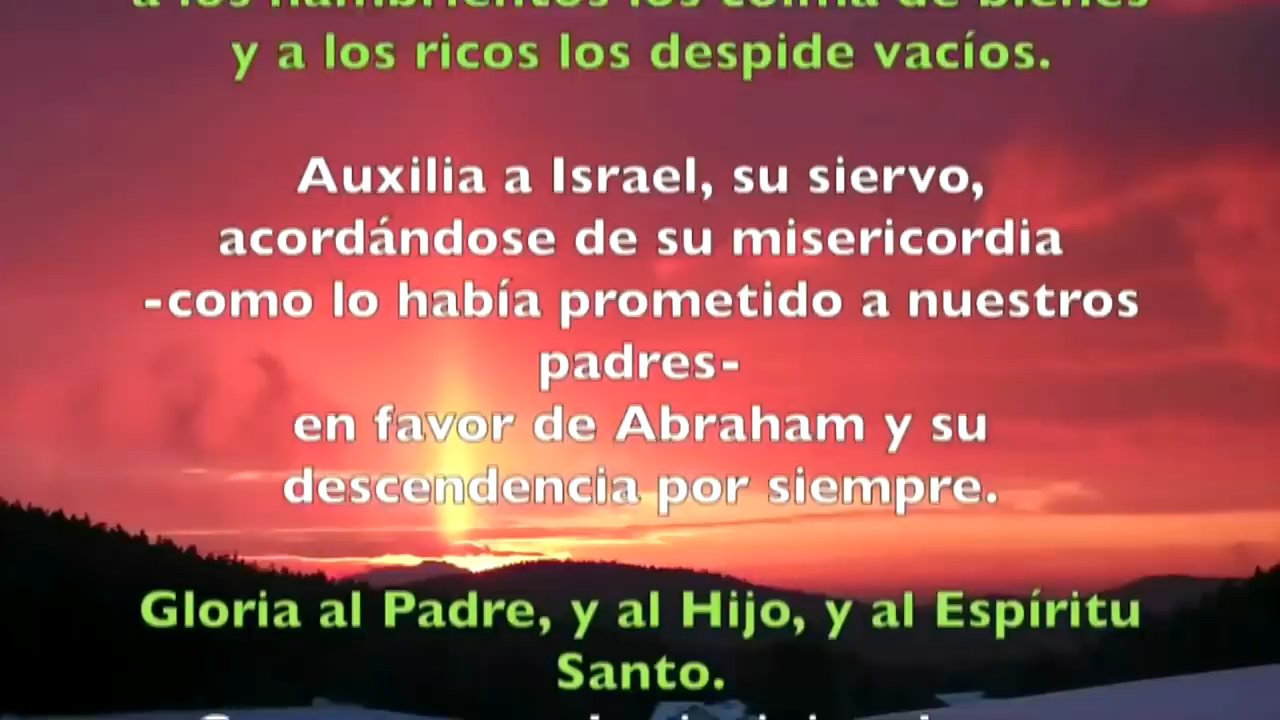 a los hambrientos los colma de bienes
y a los ricos los despide vacíos.
Auxilia a Israel, su siervo,
acordándose de su misericordia
-como lo había prometido a nuestros
padres-
en favor de Abraham y su
descendencia por siempre.
Gloria al Padre, y al Hijo, y al Espíritu
Santo.